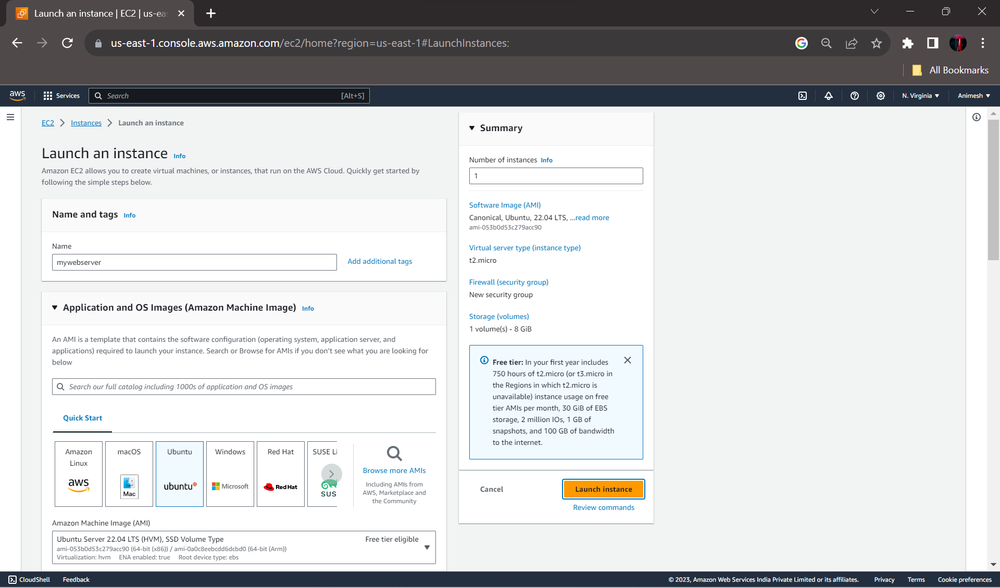 Launch an instance | EC2 | us-ea
us-east-1.console.aws.amazon.com/ec2/home?region=us-east-1#LaunchInstances:
All Bookmarks
aws
Services
Search
[Alt+S]
N. Virginia
Animesh
EC2
Instances
Launch an instance
Launch an instance Info
Amazon EC2 allows you to create virtual machines, or instances, that run on the AWS Cloud. Quickly get started by
following the simple steps below.
Name and tags Info
Name
mywebserver
Add additional tags
Application and OS Images (Amazon Machine Image) Info
An AMI is a template that contains the software configuration (operating system, application server, and
applications) required to launch your instance. Search or Browse for AMIs if you don't see what you are looking for
below
Search our full catalog including 1000s of application and OS images
Quick Start
Amazon
Linux
aws
macOS
Mac
Ubuntu
ubuntu
Windows
Microsoft
Red Hat
Red Hat
SUSE Li
SUS
Browse more AMIs
Including AMIs from
AWS, Marketplace and
the Community
Amazon Machine Image (AMI)
Ubuntu Server 22.04 LTS (HVM), SSD Volume Type
Free tier eligible
ami-053b0d53c279acc90 (64-bit (x86)) / ami-0a0c8eebcdd6dcbd0 (64-bit (Arm))
Virtualization: hvm ENA enabled: true Root device type: ebs
Summary
Number of instances Info
1
Software Image (AMI)
Canonical, Ubuntu, 22.04 LTS, ...read more
ami-053b0d53c279acc90
Virtual server type (instance type)
t2.micro
Firewall (security group)
New security group
Storage (volumes)
1 volume(s) - 8 GiB
Free tier: In your first year includes
750 hours of t2.micro (or t3.micro in
the Regions in which t2.micro is
unavailable) instance usage on free
tier AMIs per month, 30 GiB of EBS
storage, 2 million IOs, 1 GB of
snapshots, and 100 GB of bandwidth
to the internet.
Cancel
Launch instance
Review commands
CloudShell
Feedback
© 2023, Amazon Web Services India Private Limited or its affiliates.
Privacy
Terms
Cookie preferences